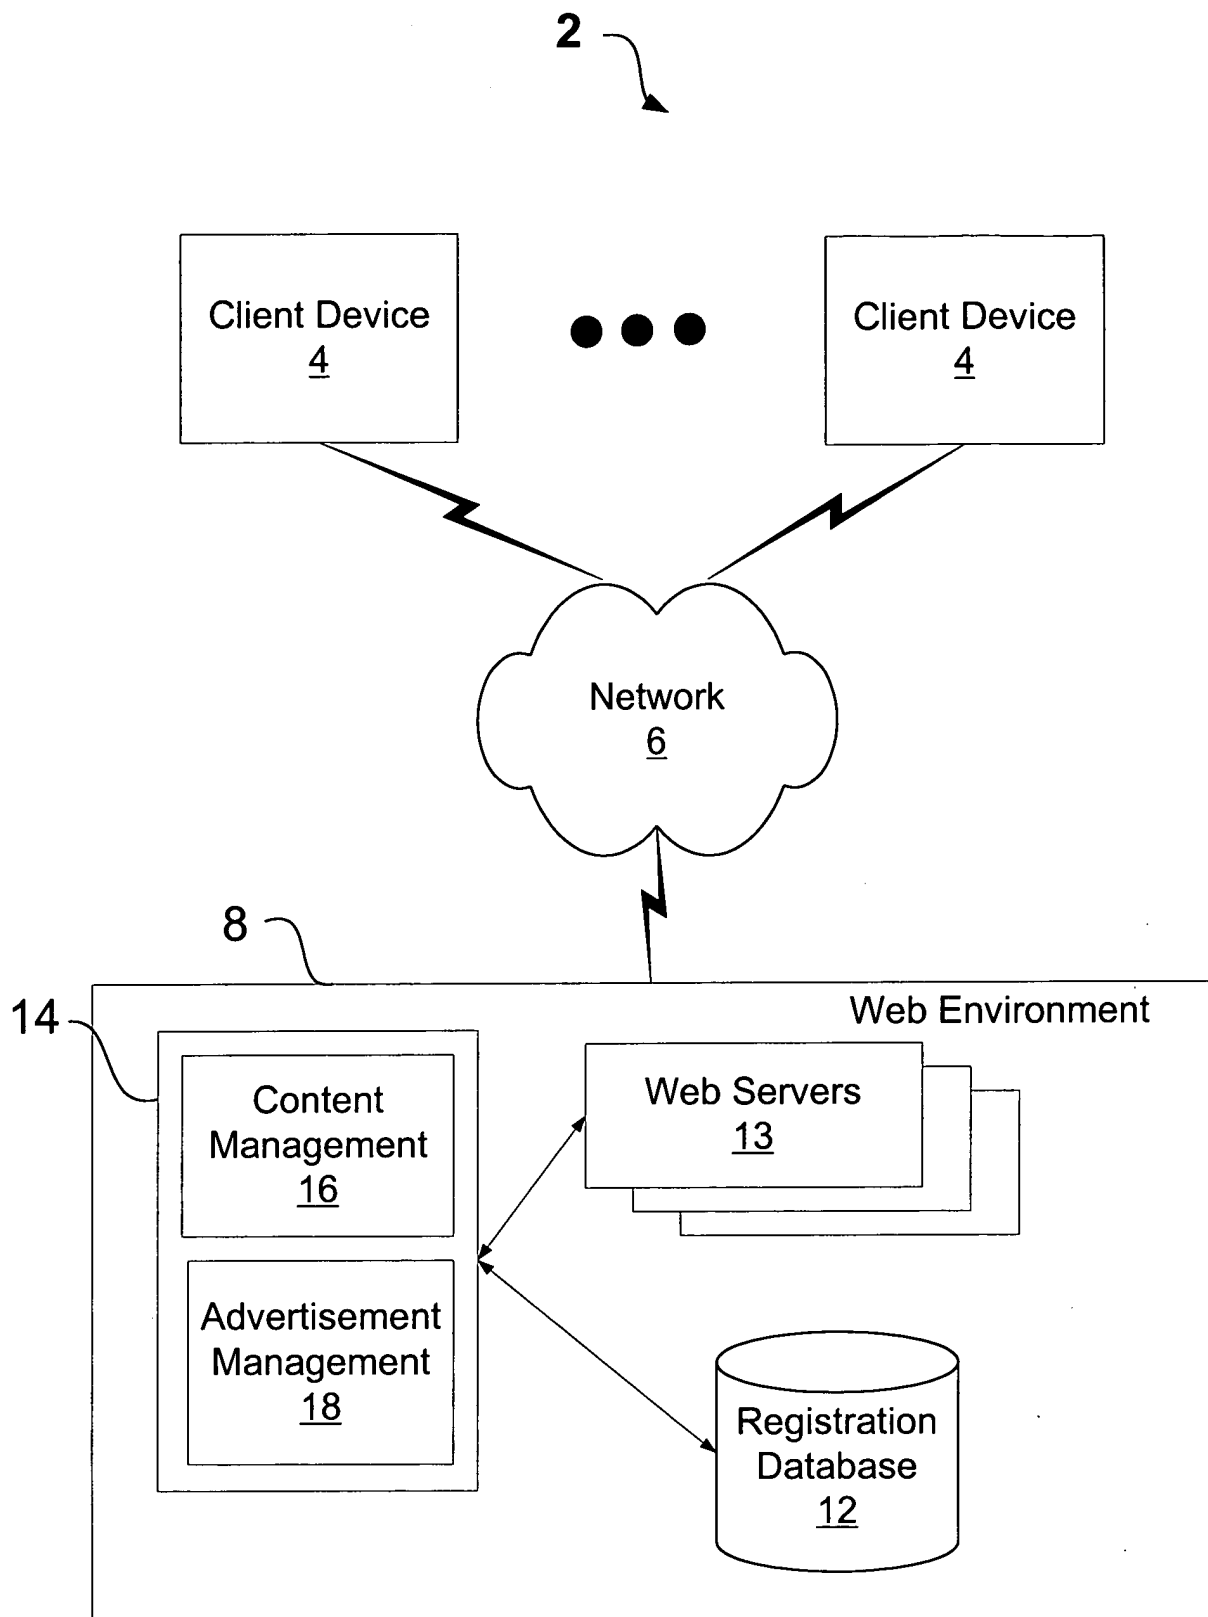 2
Client Device
4
Client Device
4
Network
6
8
14
Web Environment
Content
Management
16
Web Servers
13
Advertisement
Management
18
Registration
Database
12